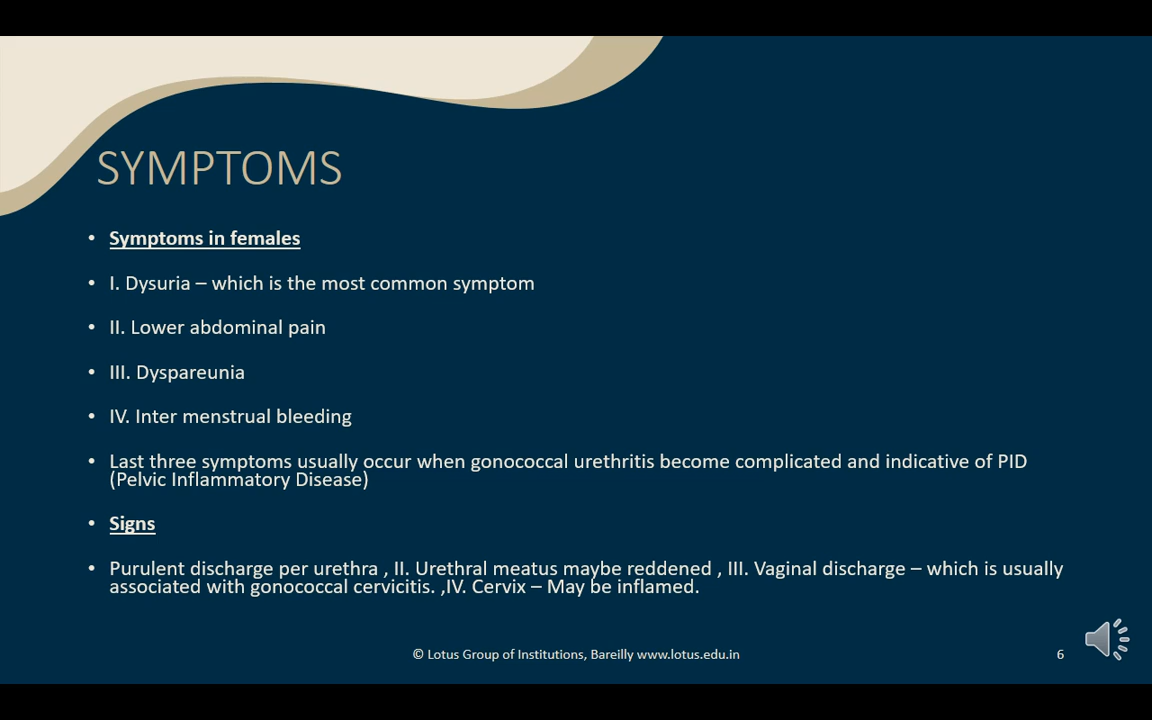 SYMPTOMS
• Symptoms in females
• I. Dysuria – which is the most common symptom
• II. Lower abdominal pain
• III. Dyspareunia
• IV. Inter menstrual bleeding
• Last three symptoms usually occur when gonococcal urethritis become complicated and indicative of PID
(Pelvic Inflammatory Disease)
• Signs
• Purulent discharge per urethra , II. Urethral meatus maybe reddened , III. Vaginal discharge – which is usually
associated with gonococcal cervicitis. ,IV. Cervix – May be inflamed.
© Lotus Group of Institutions, Bareilly www.lotus.edu.in
6